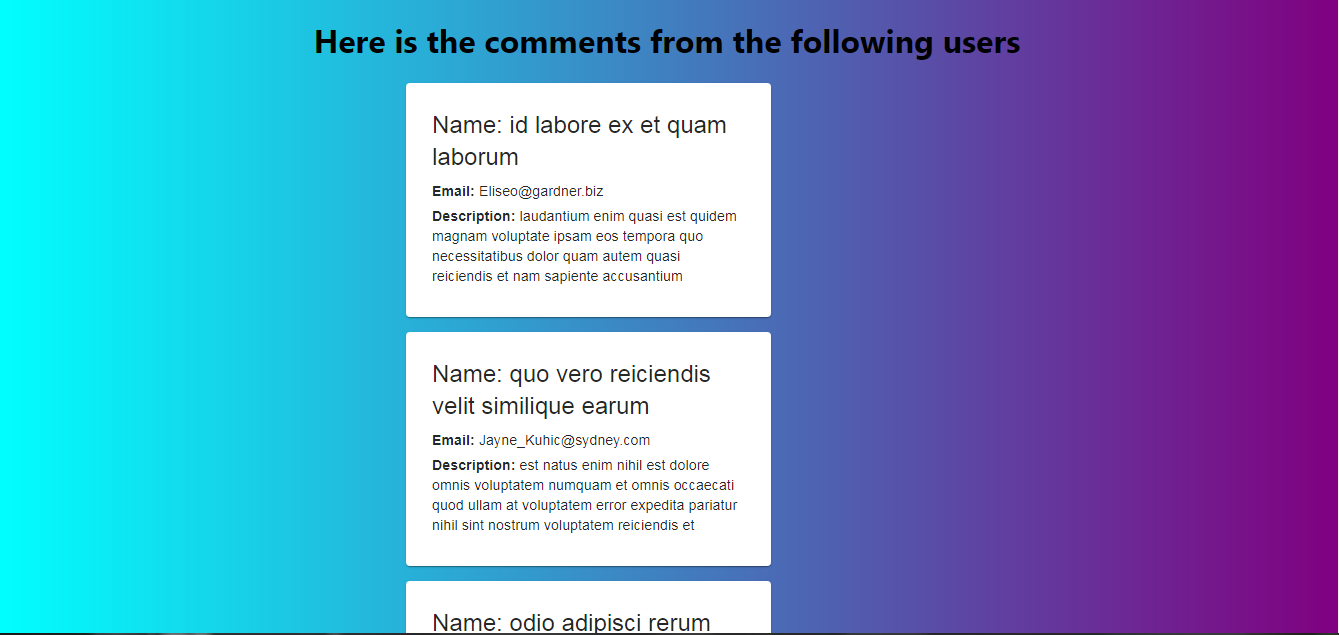 Here is the comments from the following users
Name: id labore ex et quam
laborum
Email: Eliseo@gardner.biz
Description: laudantium enim quasi est quidem
magnam voluptate ipsam eos tempora quo
necessitatibus dolor quam autem quasi
reiciendis et nam sapiente accusantium
Name: quo vero reiciendis
velit similique earum
Email: Jayne_Kuhic@sydney.com
Description: est natus enim nihil est dolore
omnis voluptatem numquam et omnis occaecati
quod ullam at voluptatem error expedita pariatur
nihil sint nostrum voluptatem reiciendis et
Name: odio adipisci rerum